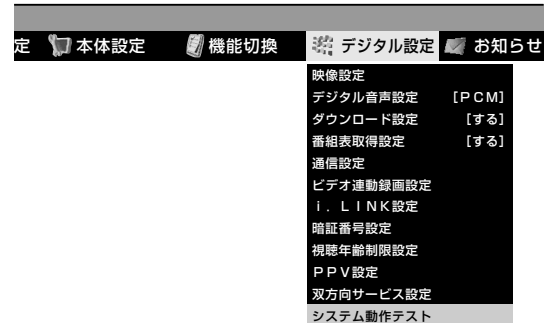 定 本体設定 機能切換 デジタル設定 お知らせ
映像設定
デジタル音声設定 [PCM]
ダウンロード設定 [する]
番組表取得設定 [する]
通信設定
ビデオ連動録画設定
i．LINK設定
暗証番号設定
視聴年齢制限設定
PPV設定
双方向サービス設定
システム動作テスト